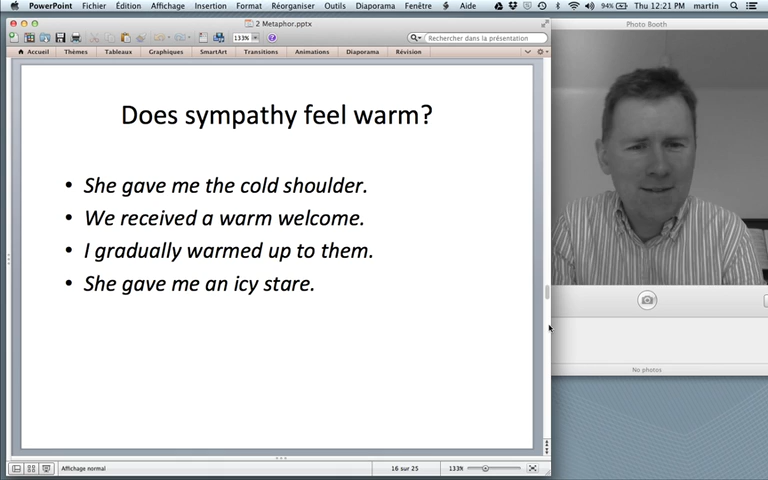 PowerPoint Fichier Édition Affichage Insertion Format Réorganiser Outils Diaporama Fenêtre Aide 94% Thu 12:21 PM martin
2 Metaphor.pptx
133% Rechercher dans la présentation
Accueil Thèmes Tableaux Graphiques SmartArt Transitions Animations Diaporama Révision
Does sympathy feel warm?
• She gave me the cold shoulder.
• We received a warm welcome.
• I gradually warmed up to them.
• She gave me an icy stare.
Affichage normal 16 sur 25 133%
Photo Booth
No photos